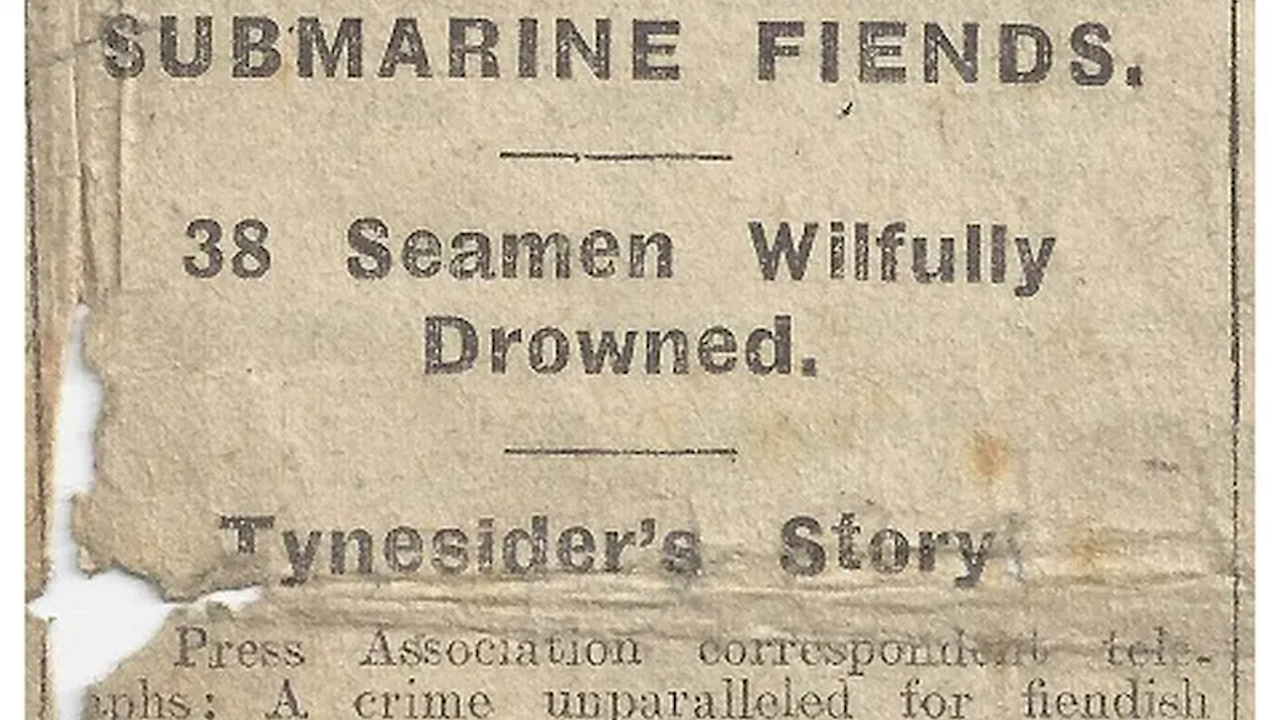 SUBMARINE FIENDS.
38 Seamen Wilfully
Drowned.
Tynesider's Story
Press Association correspondent tele-
aphs: A crime unparalleled for fiendish